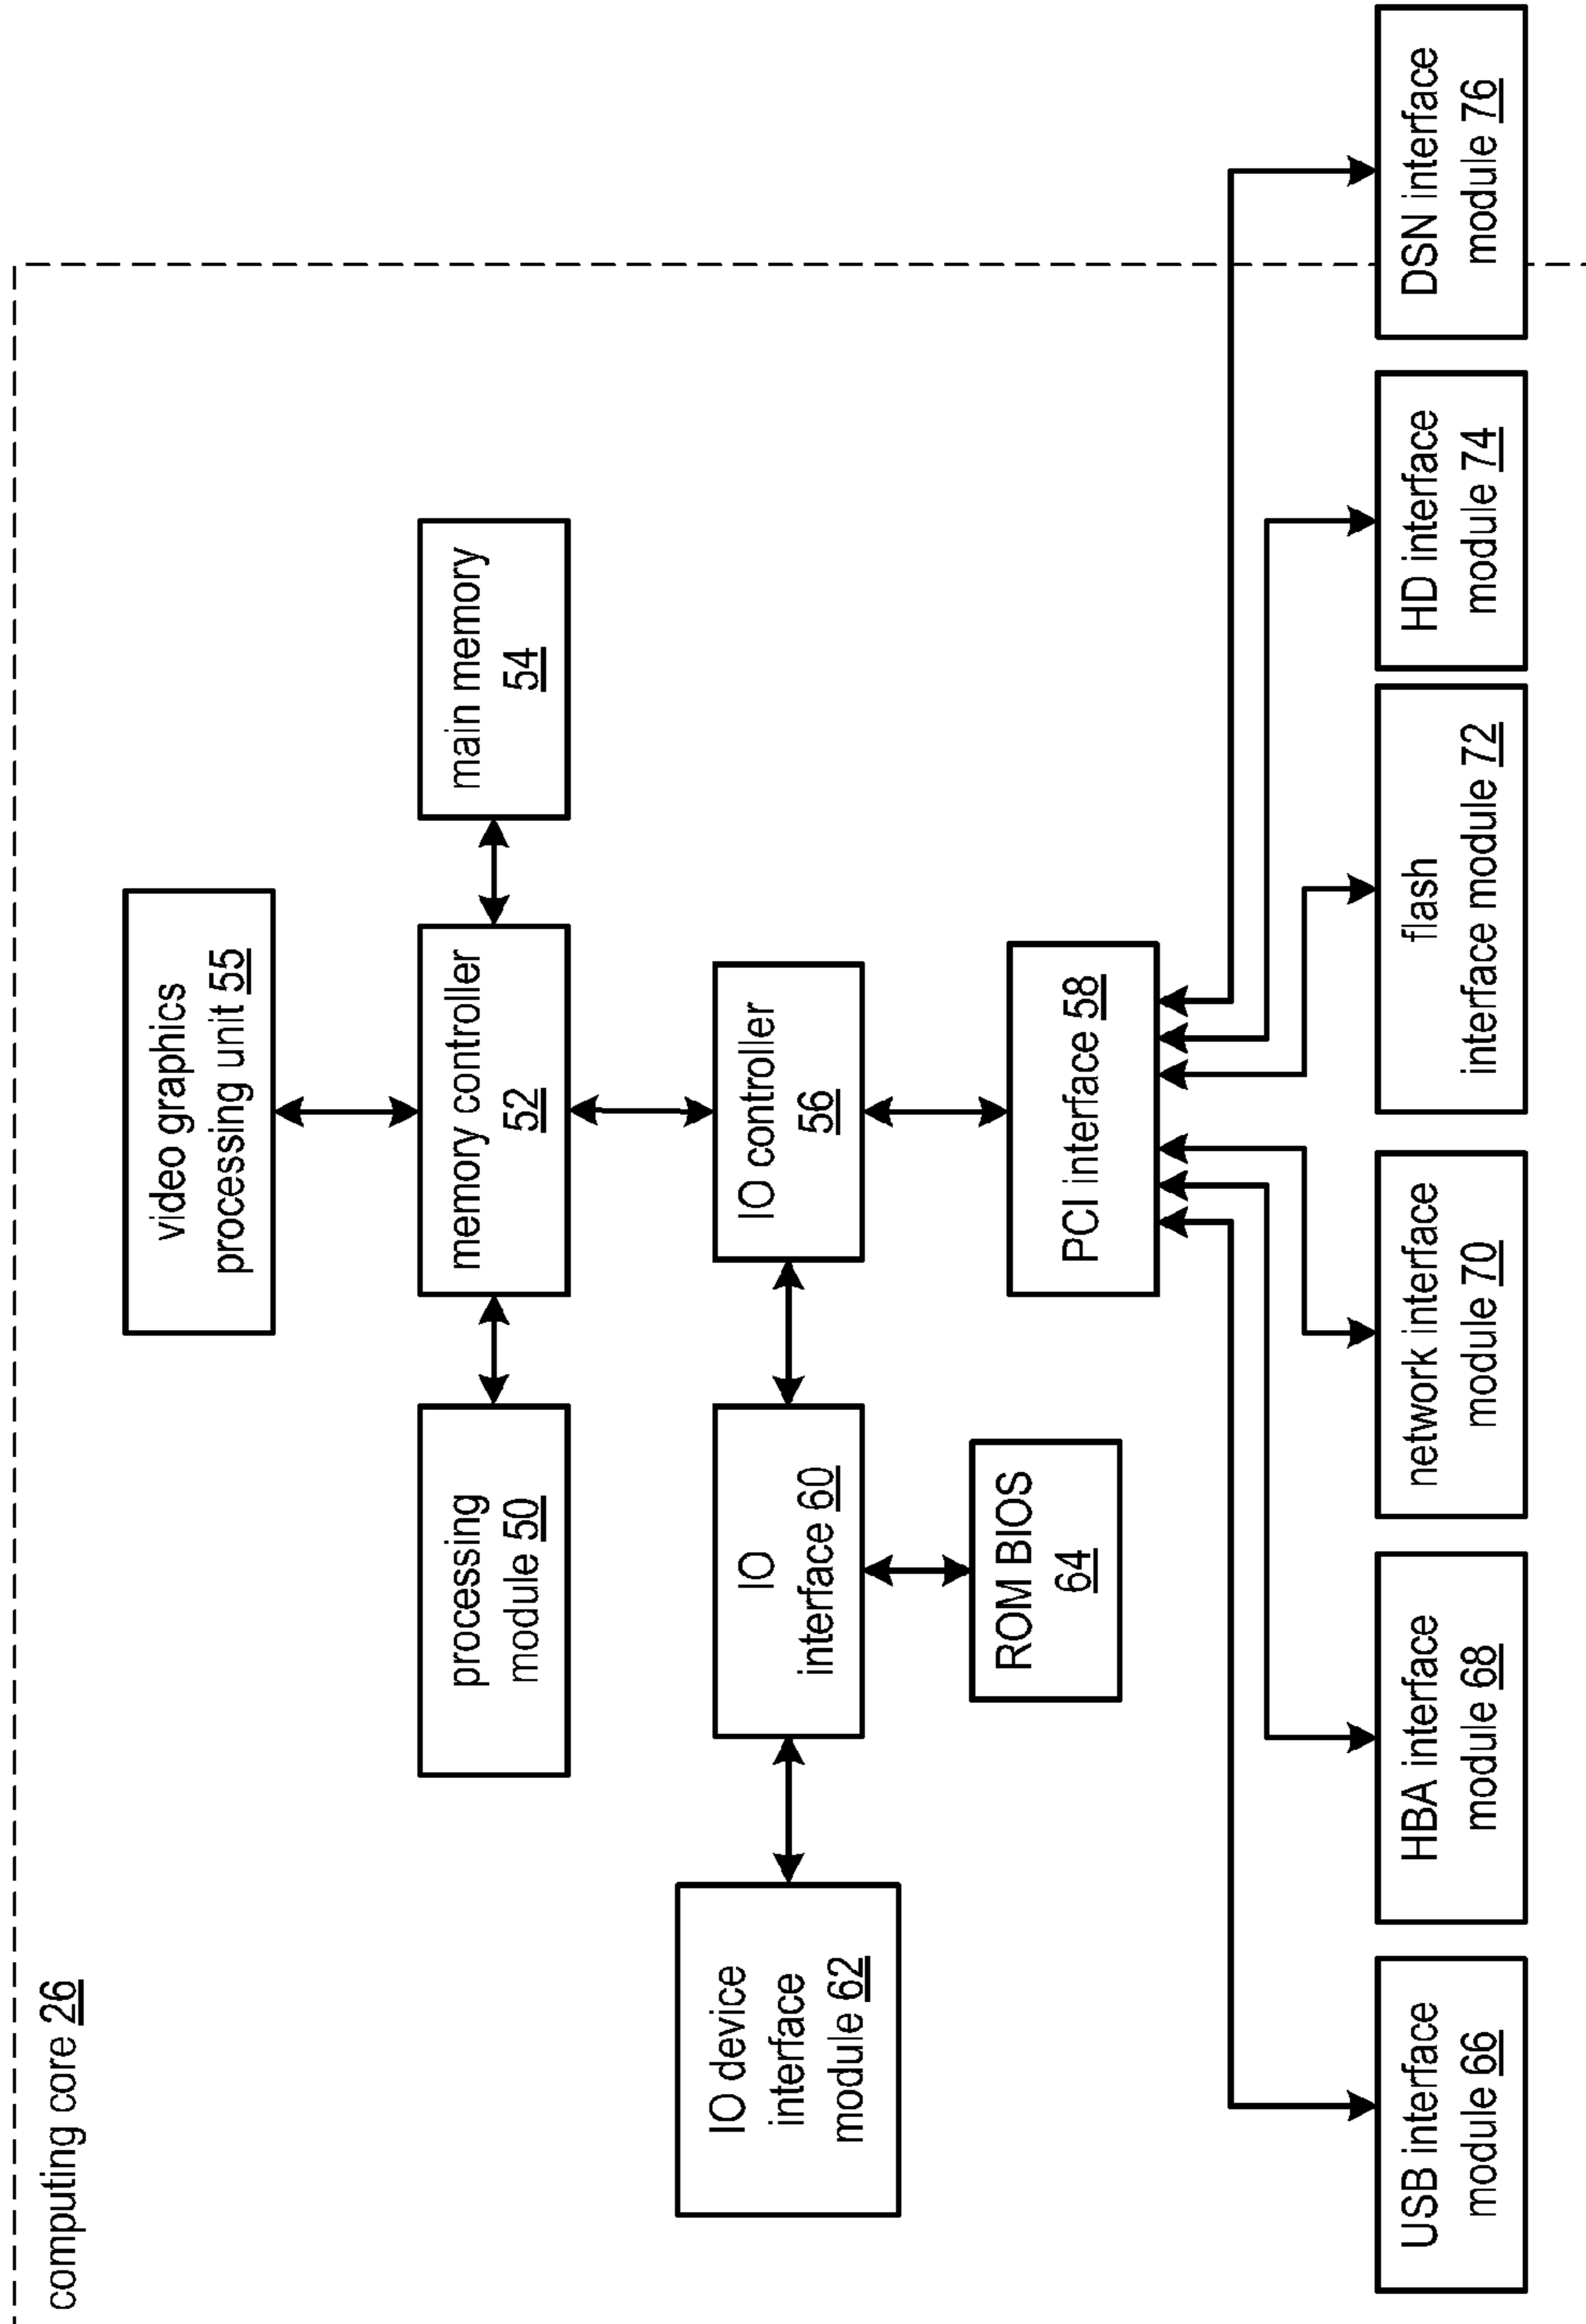 computing core 26
video graphics
processing unit 55
processing
module 50
memory controller
52
main memory
54
IO device
interface
module 62
IO
interface 60
IO controller
56
ROM BIOS
64
PCI interface 58
USB interface
module 66
HBA interface
module 68
network interface
module 70
flash
interface module 72
HD interface
module 74
DSN interface
module 76